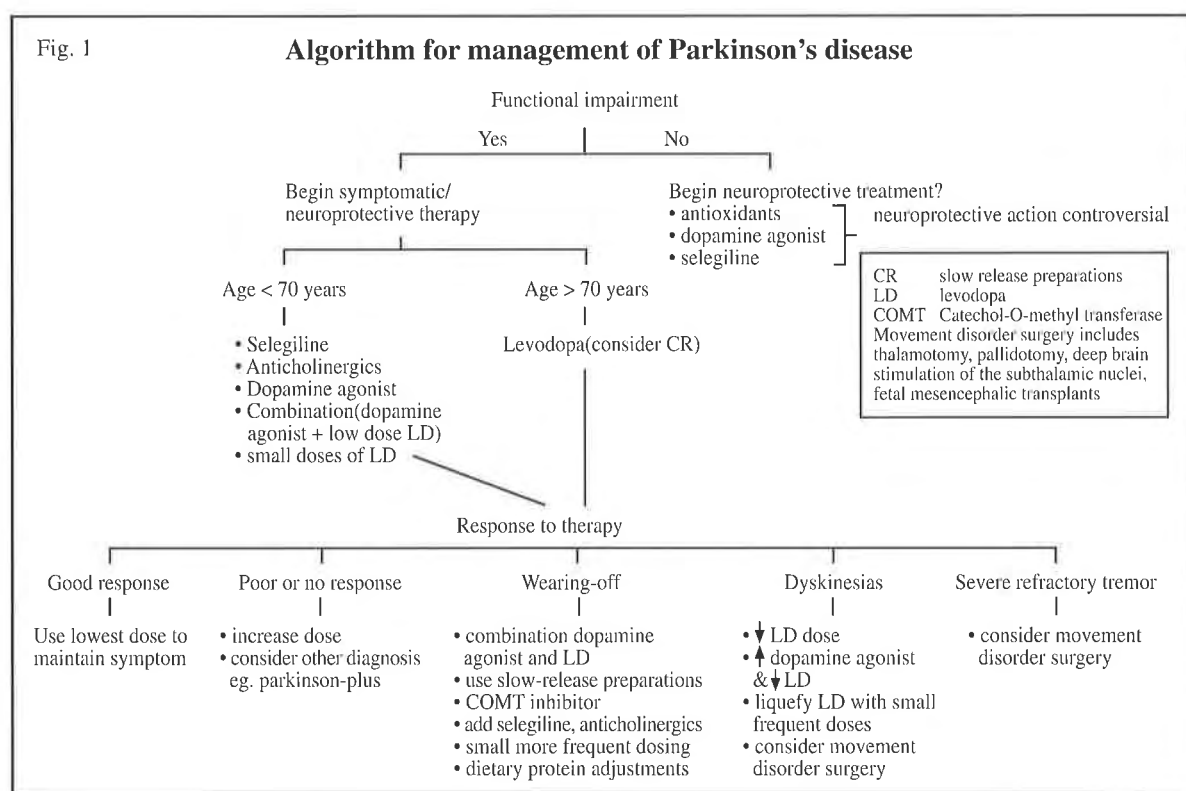 Fig. 1
Algorithm for management of Parkinson's disease
Functional impairment
Yes
No
Begin symptomatic/
neuroprotective therapy
Begin neuroprotective treatment?
• antioxidants
• dopamine agonist
• selegiline
neuroprotective action controversial
CR slow release preparations
LD levodopa
COMT Catechol-O-methyl transferase
Movement disorder surgery includes
thalamotomy, pallidotomy, deep brain
stimulation of the subthalamic nuclei,
fetal mesencephalic transplants
Age < 70 years
• Selegiline
• Anticholinergics
• Dopamine agonist
• Combination(dopamine
agonist + low dose LD)
• small doses of LD
Age > 70 years
Levodopa(consider CR)
Response to therapy
Good response
Use lowest dose to
maintain symptom
Poor or no response
• increase dose
• consider other diagnosis
eg. parkinson-plus
Wearing-off
• combination dopamine
agonist and LD
• use slow-release preparations
• COMT inhibitor
• add selegiline, anticholinergics
• small more frequent dosing
• dietary protein adjustments
Dyskinesias
• ↓ LD dose
• ↑ dopamine agonist
& ↓ LD
• liquefy LD with small
frequent doses
• consider movement
disorder surgery
Severe refractory tremor
• consider movement
disorder surgery